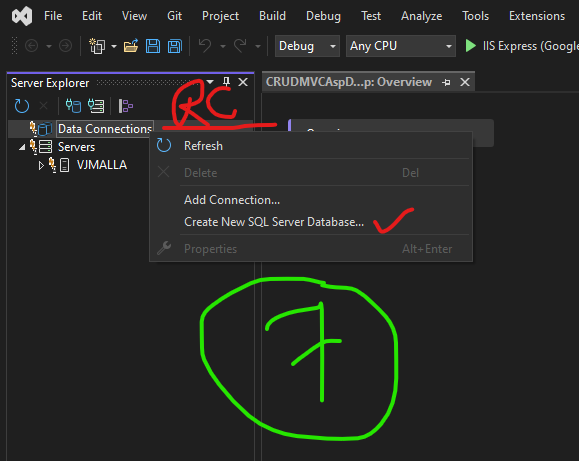 File Edit View Git Project Build Debug Test Analyze Tools Extensions
Debug Any CPU IIS Express (Google
Server Explorer
CRUDMVCAspD...p: Overview
RC
Data Connections
Servers
VJMALLA
Refresh
Delete Del
Add Connection...
Create New SQL Server Database...
Properties Alt+Enter
7